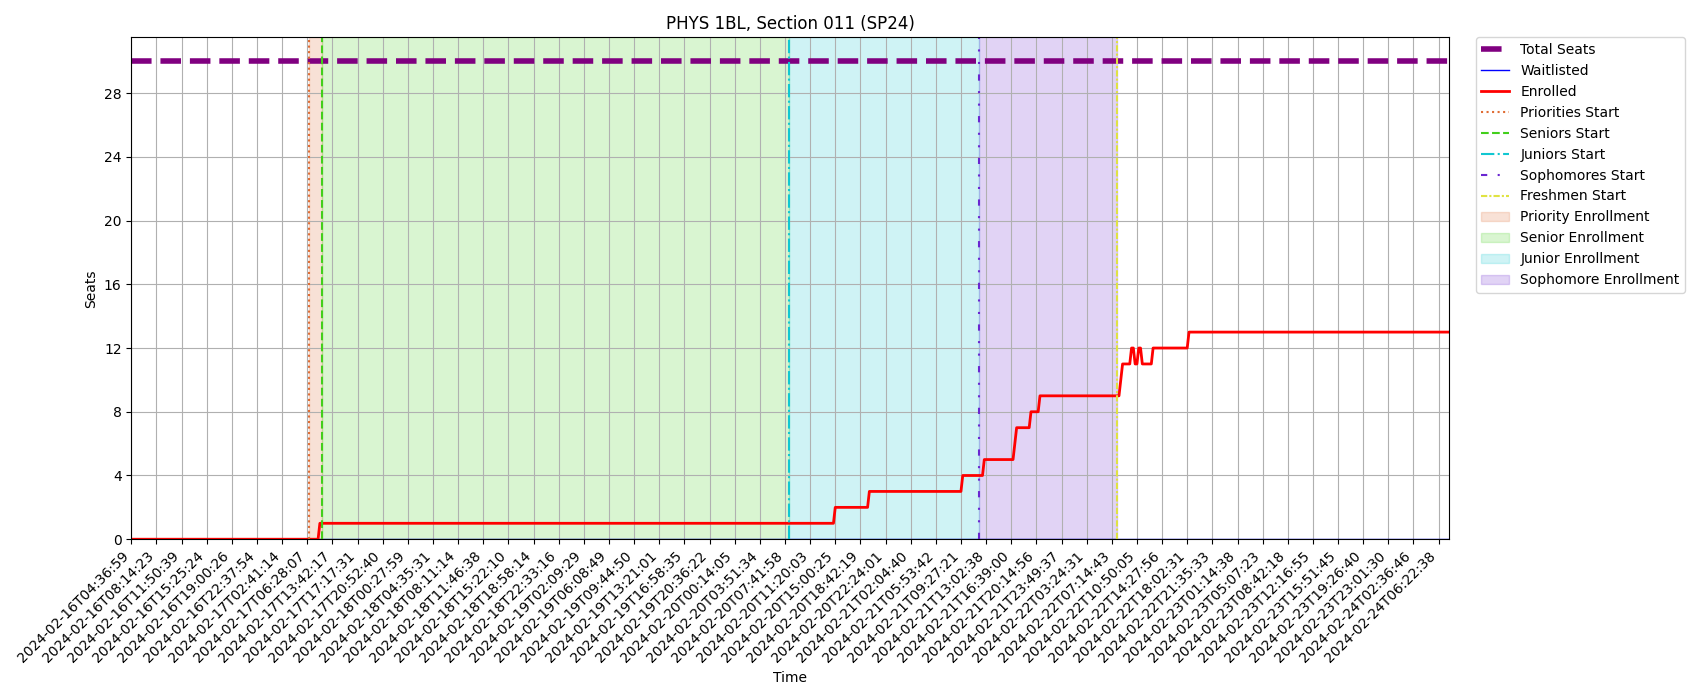 PHYS 1BL, Section 011 (SP24)
Total Seats
Waitlisted
Enrolled
Priorities Start
Seniors Start
Juniors Start
Sophomores Start
Freshmen Start
Priority Enrollment
Senior Enrollment
Junior Enrollment
Sophomore Enrollment
Seats
28
24
20
16
12
8
4
0
2024-02-16T04:36:59
2024-02-16T08:14:23
2024-02-16T11:50:39
2024-02-16T15:25:24
2024-02-16T19:00:26
2024-02-16T22:37:54
2024-02-17T02:41:14
2024-02-17T06:28:07
2024-02-17T13:42:17
2024-02-17T17:17:31
2024-02-17T20:52:40
2024-02-18T00:27:59
2024-02-18T04:35:31
2024-02-18T08:11:14
2024-02-18T11:46:38
2024-02-18T15:22:10
2024-02-18T18:58:14
2024-02-18T22:33:16
2024-02-19T02:09:29
2024-02-19T06:08:49
2024-02-19T09:44:50
2024-02-19T13:21:01
2024-02-19T16:58:35
2024-02-19T20:36:22
2024-02-20T00:14:05
2024-02-20T03:51:34
2024-02-20T07:41:58
2024-02-20T11:20:03
2024-02-20T15:00:25
2024-02-20T18:42:19
2024-02-20T22:24:01
2024-02-21T02:04:40
2024-02-21T05:53:42
2024-02-21T09:27:21
2024-02-21T13:02:38
2024-02-21T16:39:00
2024-02-21T20:14:56
2024-02-21T23:49:37
2024-02-22T03:24:31
2024-02-22T07:14:43
2024-02-22T10:50:05
2024-02-22T14:27:56
2024-02-22T18:02:31
2024-02-22T21:35:33
2024-02-23T01:14:38
2024-02-23T05:07:23
2024-02-23T08:42:18
2024-02-23T12:16:55
2024-02-23T15:51:45
2024-02-23T19:26:40
2024-02-23T23:01:30
2024-02-24T02:36:46
2024-02-24T06:22:38
Time